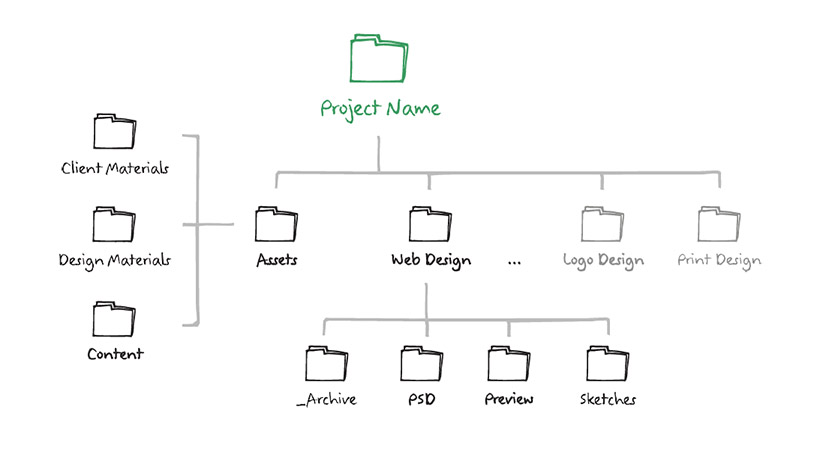 Project Name
Client Materials
Design Materials
Content
Assets
Web Design
...
Logo Design
Print Design
_Archive
PSD
Preview
Sketches